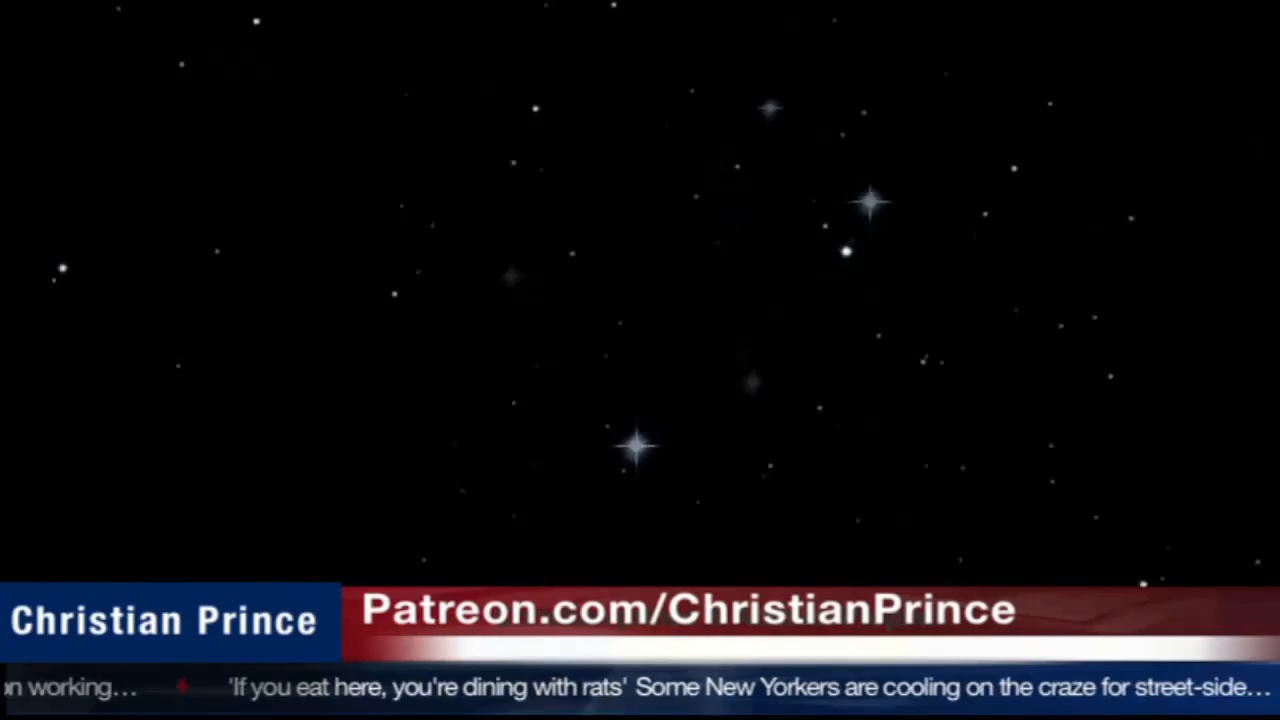 Christian Prince
Patreon.com/ChristianPrince
on working... 'If you eat here, you're dining with rats' Some New Yorkers are cooling on the craze for street-side...